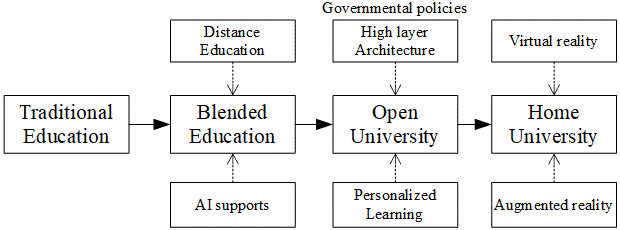 Governmental policies
Distance
Education
High layer
Architecture
Virtual reality
Traditional
Education
Blended
Education
Open
University
Home
University
AI supports
Personalized
Learning
Augmented reality